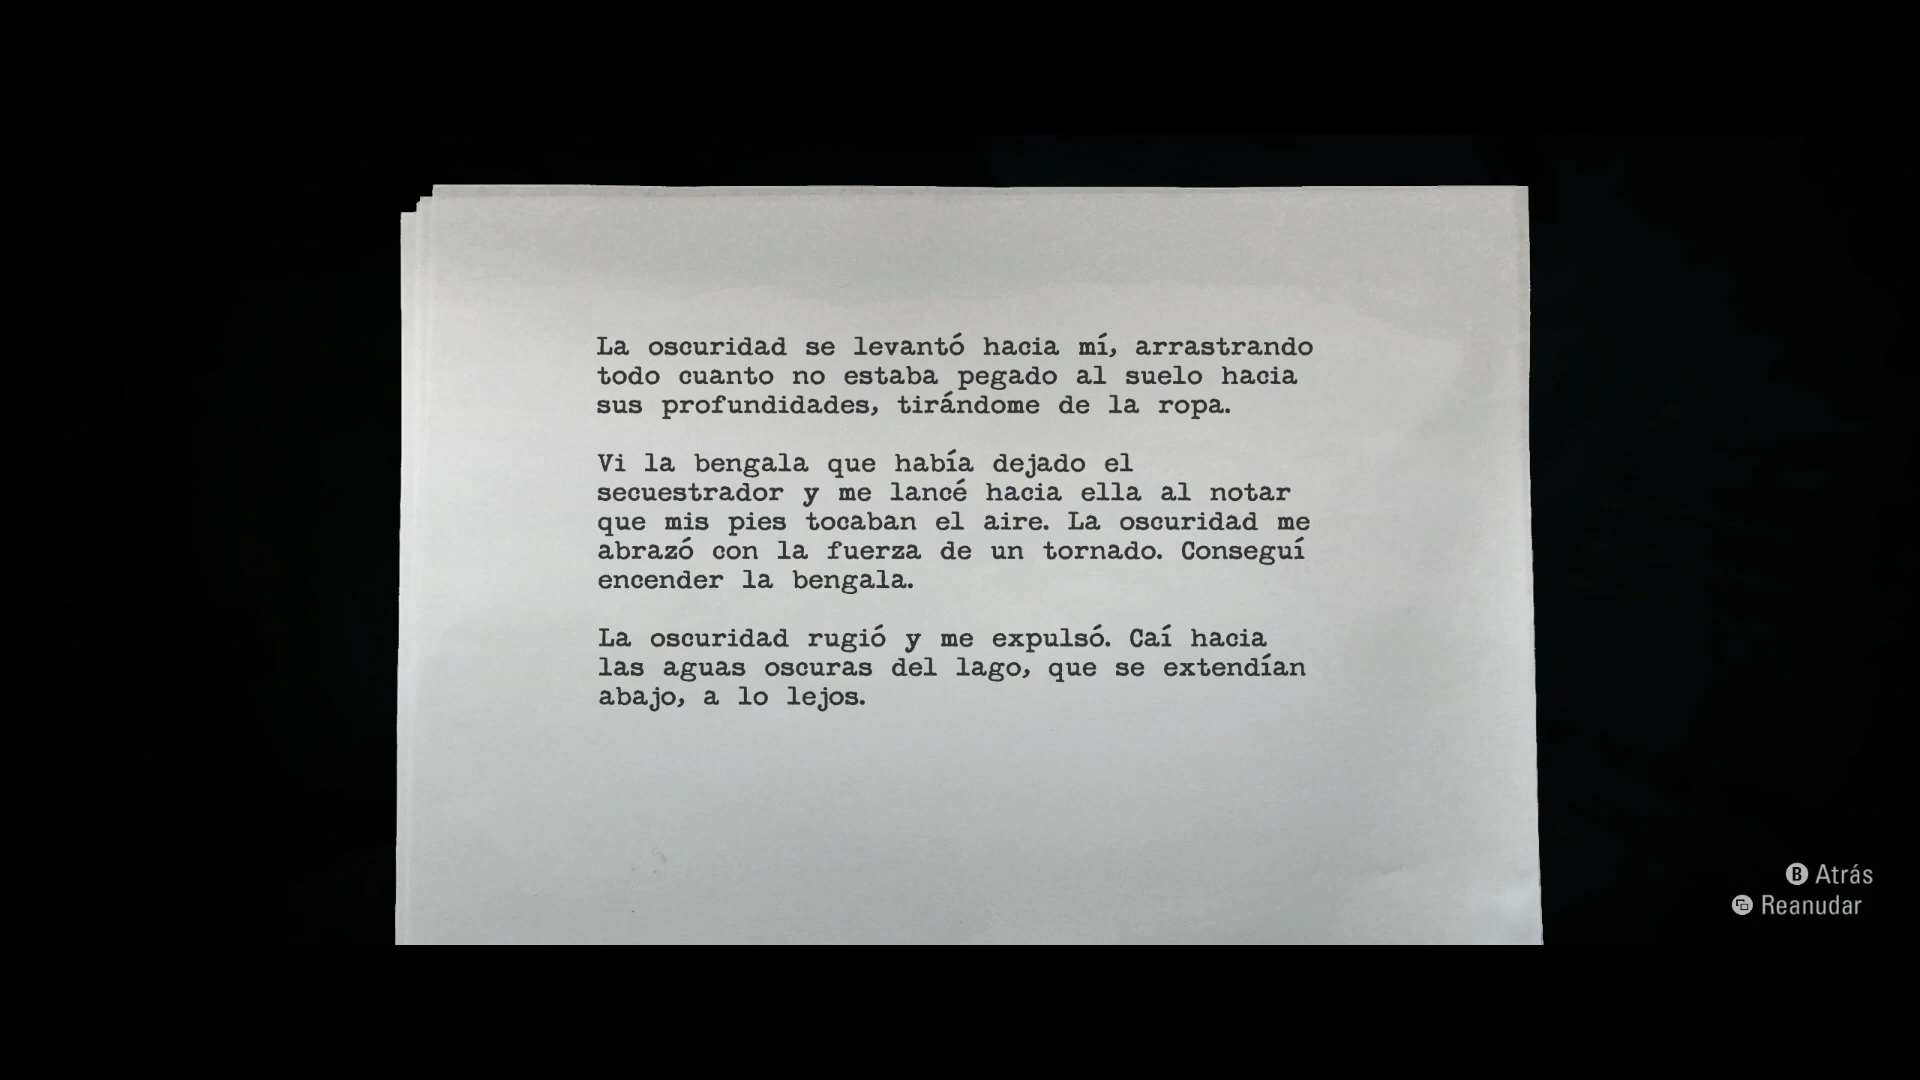 La oscuridad se levantó hacia mí, arrastrando
todo cuanto no estaba pegado al suelo hacia
sus profundidades, tirándome de la ropa.
Vi la bengala que había dejado el
secuestrador y me lancé hacia ella al notar
que mis pies tocaban el aire. La oscuridad me
abrazó con la fuerza de un tornado. Conseguí
encender la bengala.
La oscuridad rugió y me expulsó. Caí hacia
las aguas oscuras del lago, que se extendían
abajo, a lo lejos.
B Atrás
Reanudar